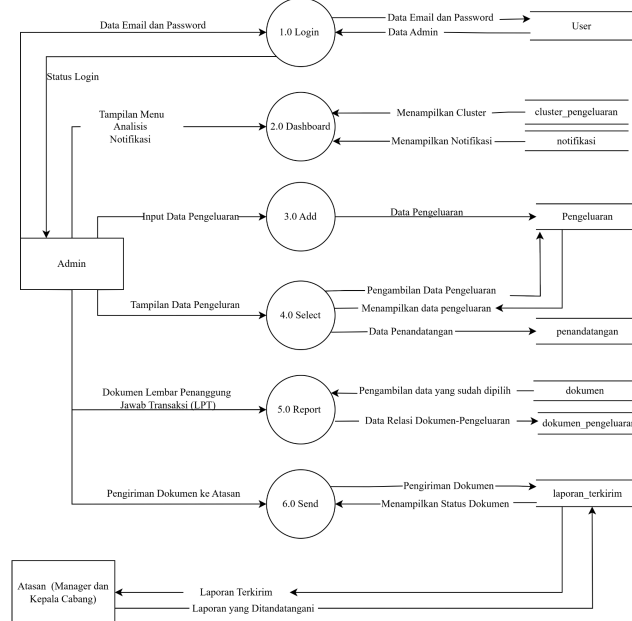 Data Email dan Password
1.0 Login
Data Email dan Password
Data Admin
User
Status Login
Tampilan Menu
Analisis
Notifikasi
2.0 Dashboard
Menampilkan Cluster
cluster_pengeluaran
Menampilkan Notifikasi
notifikasi
Input Data Pengeluaran
3.0 Add
Data Pengeluaran
Pengeluaran
Admin
Tampilan Data Pengeluran
4.0 Select
Pengambilan Data Pengeluaran
Menampilkan data pengeluaran
Data Penandatangan
penandatangan
Dokumen Lembar Penanggung
Jawab Transaksi (LPT)
5.0 Report
Pengambilan data yang sudah dipilih
dokumen
Data Relasi Dokumen-Pengeluaran
dokumen_pengeluaran
Pengiriman Dokumen ke Atasan
6.0 Send
Pengiriman Dokumen
Menampilkan Status Dokumen
laporan_terkirim
Atasan (Manager dan
Kepala Cabang)
Laporan Terkirim
Laporan yang Ditandatangani